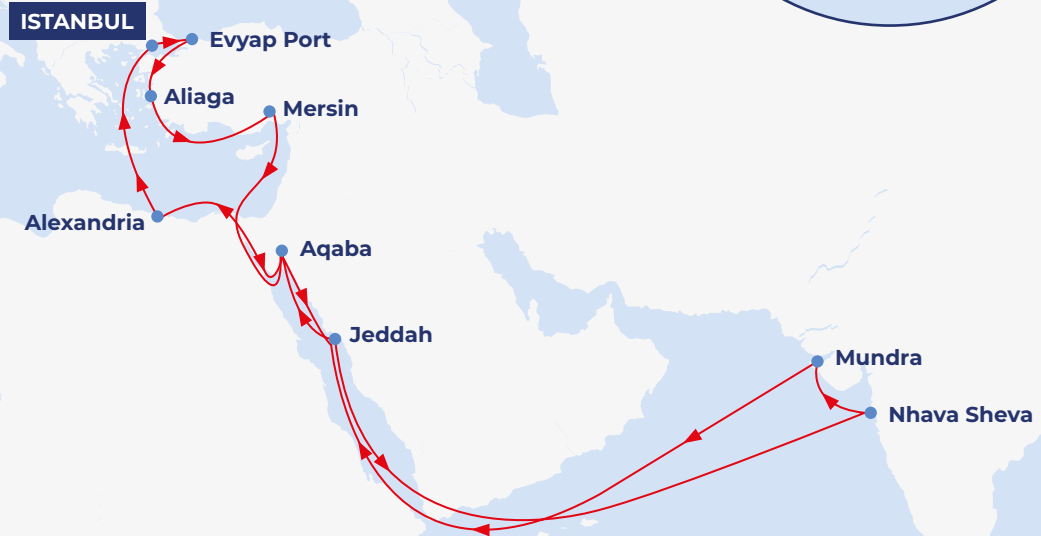 ISTANBUL
Evyap Port
Aliaga
Mersin
Alexandria
Aqaba
Jeddah
Mundra
Nhava Sheva